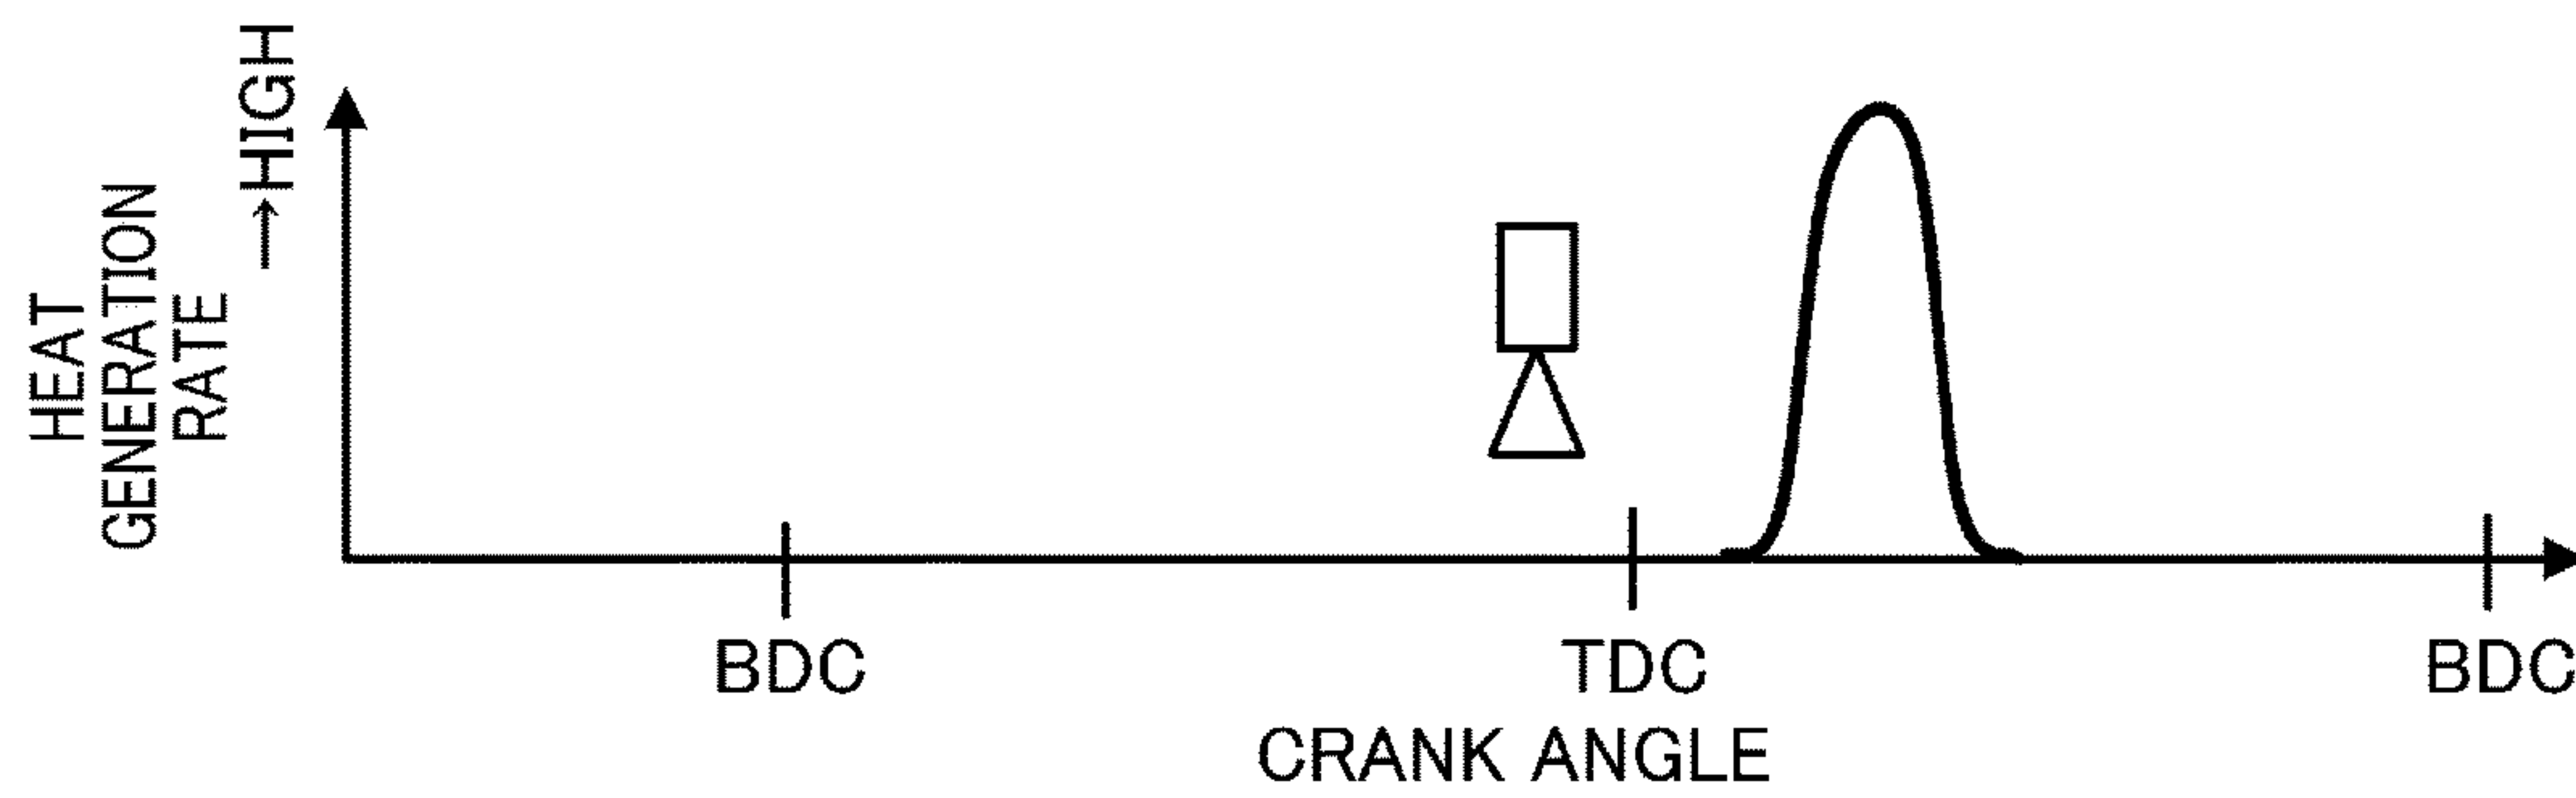 HEAT
GENERATION
RATE
→HIGH
BDC
TDC
BDC
CRANK ANGLE